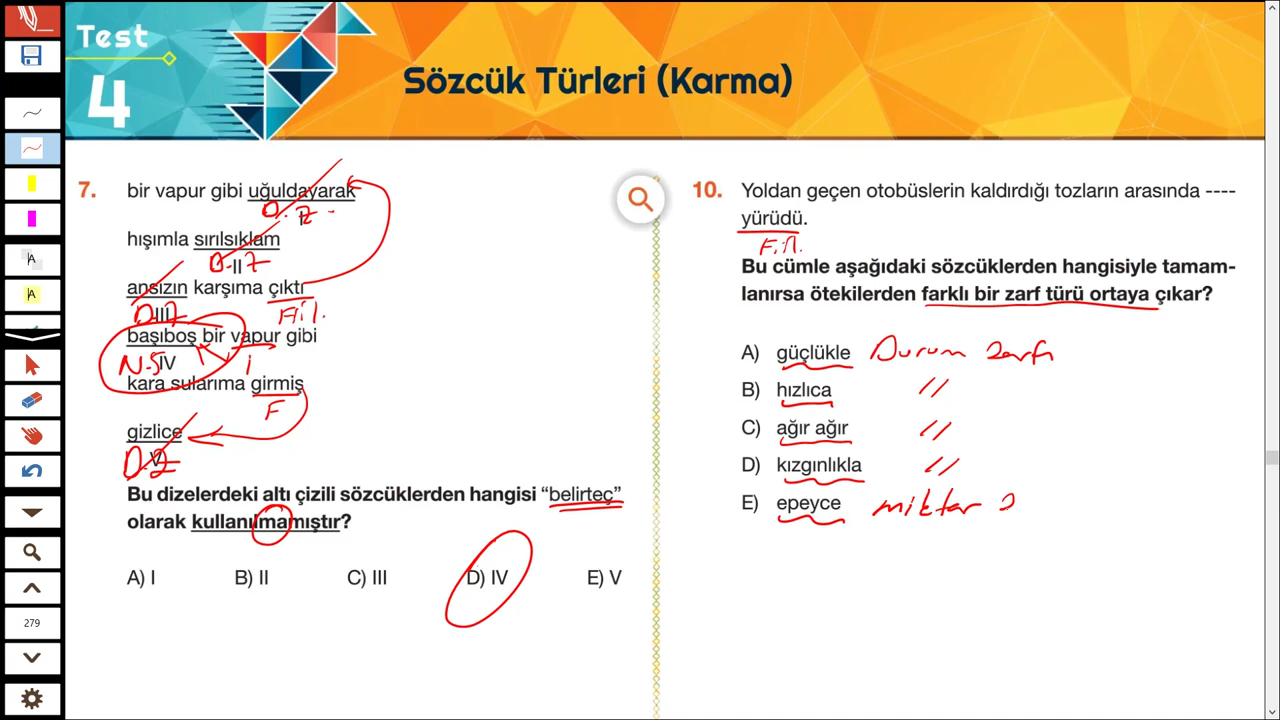 Test
4
Sözcük Türleri (Karma)
7. bir vapur gibi uğuldayarak
D.Z.
I
hışımla sırılsıklam
D.Z
II
ansızın karşıma çıktı
D.Z
III
Fiil.
başıboş bir vapur gibi
N.S
IV
İ
kara sularıma girmiş
F
gizlice
D.Z
V
Bu dizelerdeki altı çizili sözcüklerden hangisi “belirteç”
olarak kullanılmamıştır?
A) I B) II C) III D) IV E) V
10. Yoldan geçen otobüslerin kaldırdığı tozların arasında ----
yürüdü.
Fiil.
Bu cümle aşağıdaki sözcüklerden hangisiyle tamam-
lanırsa ötekilerden farklı bir zarf türü ortaya çıkar?
A) güçlükle Durum zarfı
B) hızlıca //
C) ağır ağır //
D) kızgınlıkla //
E) epeyce miktar
A
A
279